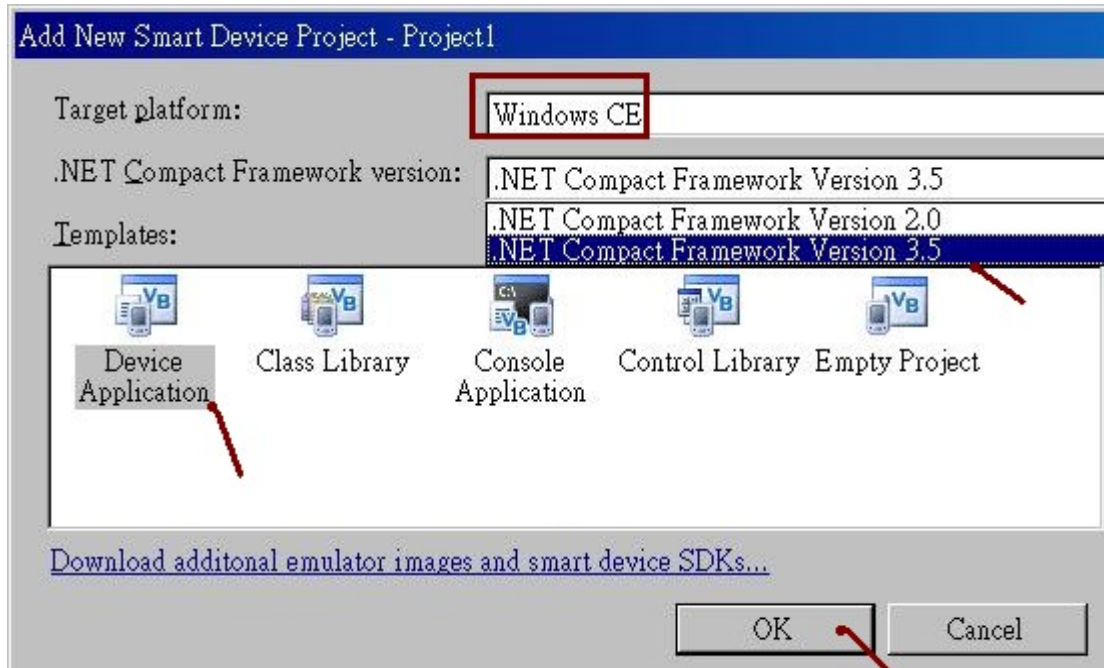 Add New Smart Device Project - Project1
Target platform:
Windows CE
.NET Compact Framework version:
.NET Compact Framework Version 3.5
.NET Compact Framework Version 2.0
.NET Compact Framework Version 3.5
Templates:
Device Application
Class Library
Console Application
Control Library
Empty Project
Download additonal emulator images and smart device SDKs...
OK
Cancel